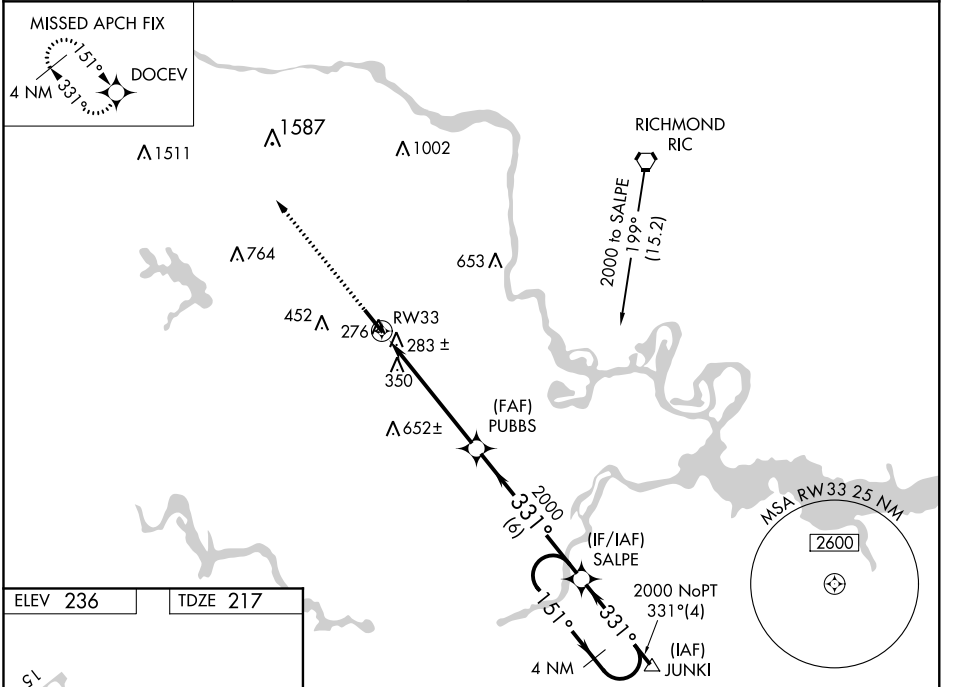 MISSED APCH FIX
151°
DOCEV
4 NM
331°
1511
1587
1002
RICHMOND
RIC
2000 to SALPE
199°
(15.2)
764
653
452
276
RW33
283 ±
350
652±
(FAF)
PUBBS
2000
331°
(6)
(IF/IAF)
SALPE
2000 NoPT
331°(4)
331°
151°
4 NM
(IAF)
JUNKI
MSA RW33 25 NM
2600
ELEV 236
TDZE 217
15